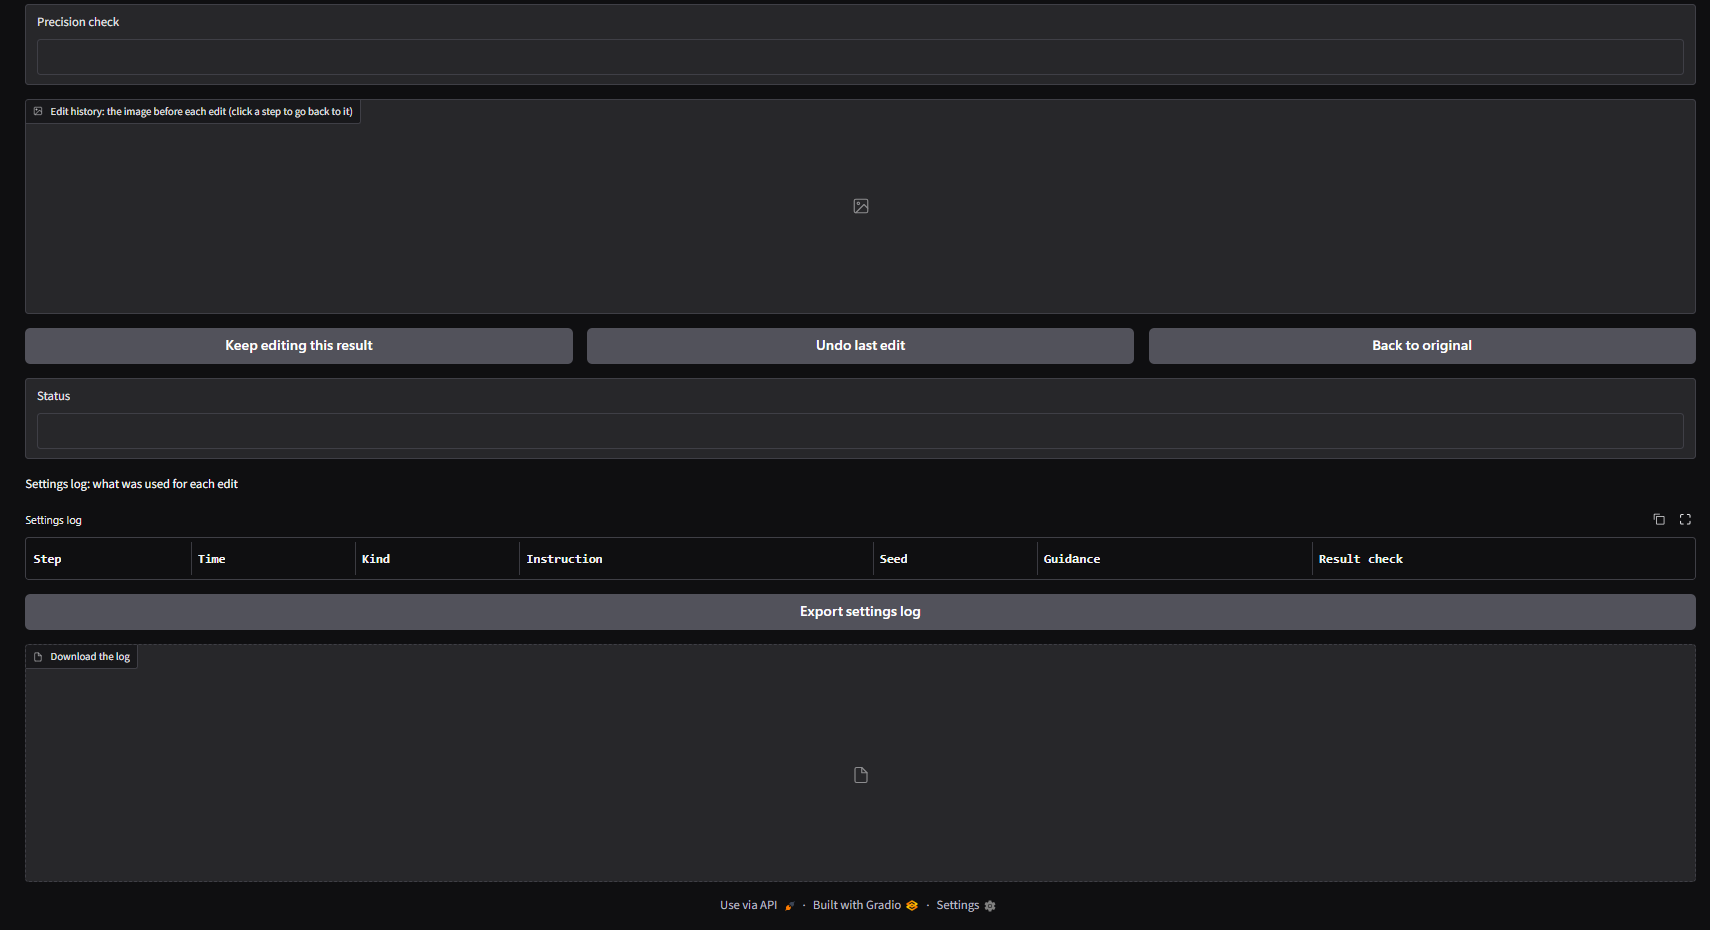 Precision check
Edit history: the image before each edit (click a step to go back to it)
Keep editing this result
Undo last edit
Back to original
Status
Settings log: what was used for each edit
Settings log
Step Time Kind Instruction Seed Guidance Result check
Export settings log
Download the log
Use via API · Built with Gradio · Settings